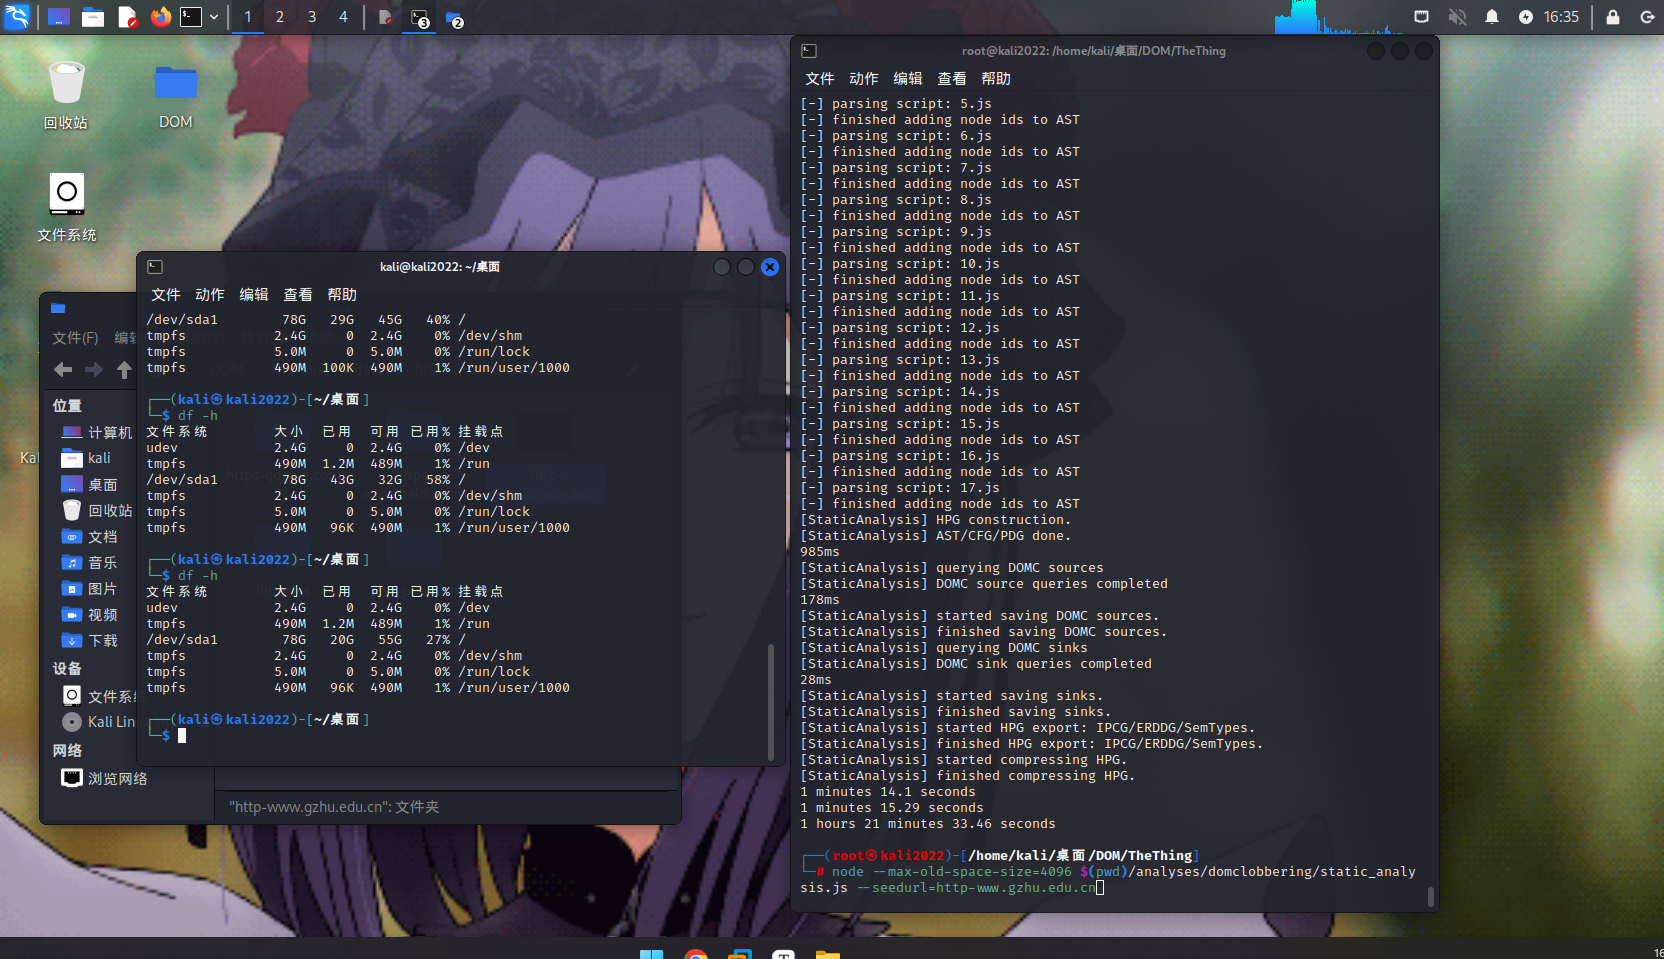 1 2 3 4 3 2 16:35
回收站
DOM
文件系统
Kal
文件(F) 编辑
位置
计算机
kali
桌面
回收站
文档
音乐
图片
视频
下载
设备
文件系统
Kali Lin
网络
浏览网络
"http-www.gzhu.edu.cn": 文件夹
kali@kali2022: ~/桌面
文件 动作 编辑 查看 帮助
/dev/sda1 78G 29G 45G 40% /
tmpfs 2.4G 0 2.4G 0% /dev/shm
tmpfs 5.0M 0 5.0M 0% /run/lock
tmpfs 490M 100K 490M 1% /run/user/1000
┌──(kali㉿kali2022)-[~/桌面]
└─$ df -h
文件系统 大小 已用 可用 已用% 挂载点
udev 2.4G 0 2.4G 0% /dev
tmpfs 490M 1.2M 489M 1% /run
/dev/sda1 78G 43G 32G 58% /
tmpfs 2.4G 0 2.4G 0% /dev/shm
tmpfs 5.0M 0 5.0M 0% /run/lock
tmpfs 490M 96K 490M 1% /run/user/1000
┌──(kali㉿kali2022)-[~/桌面]
└─$ df -h
文件系统 大小 已用 可用 已用% 挂载点
udev 2.4G 0 2.4G 0% /dev
tmpfs 490M 1.2M 489M 1% /run
/dev/sda1 78G 20G 55G 27% /
tmpfs 2.4G 0 2.4G 0% /dev/shm
tmpfs 5.0M 0 5.0M 0% /run/lock
tmpfs 490M 96K 490M 1% /run/user/1000
┌──(kali㉿kali2022)-[~/桌面]
└─$
root@kali2022: /home/kali/桌面/DOM/TheThing
文件 动作 编辑 查看 帮助
[-] parsing script: 5.js
[-] finished adding node ids to AST
[-] parsing script: 6.js
[-] finished adding node ids to AST
[-] parsing script: 7.js
[-] finished adding node ids to AST
[-] parsing script: 8.js
[-] finished adding node ids to AST
[-] parsing script: 9.js
[-] finished adding node ids to AST
[-] parsing script: 10.js
[-] finished adding node ids to AST
[-] parsing script: 11.js
[-] finished adding node ids to AST
[-] parsing script: 12.js
[-] finished adding node ids to AST
[-] parsing script: 13.js
[-] finished adding node ids to AST
[-] parsing script: 14.js
[-] finished adding node ids to AST
[-] parsing script: 15.js
[-] finished adding node ids to AST
[-] parsing script: 16.js
[-] finished adding node ids to AST
[-] parsing script: 17.js
[-] finished adding node ids to AST
[StaticAnalysis] HPG construction.
[StaticAnalysis] AST/CFG/PDG done.
985ms
[StaticAnalysis] querying DOMC sources
[StaticAnalysis] DOMC source queries completed
178ms
[StaticAnalysis] started saving DOMC sources.
[StaticAnalysis] finished saving DOMC sources.
[StaticAnalysis] querying DOMC sinks
[StaticAnalysis] DOMC sink queries completed
28ms
[StaticAnalysis] started saving sinks.
[StaticAnalysis] finished saving sinks.
[StaticAnalysis] started HPG export: IPCG/ERDDG/SemTypes.
[StaticAnalysis] finished HPG export: IPCG/ERDDG/SemTypes.
[StaticAnalysis] started compressing HPG.
[StaticAnalysis] finished compressing HPG.
1 minutes 14.1 seconds
1 minutes 15.29 seconds
1 hours 21 minutes 33.46 seconds
┌──(root㉿kali2022)-[/home/kali/桌面/DOM/TheThing]
└─# node --max-old-space-size=4096 $(pwd)/analyses/domclobbering/static_analy
sis.js --seedurl=http-www.gzhu.edu.cn
16